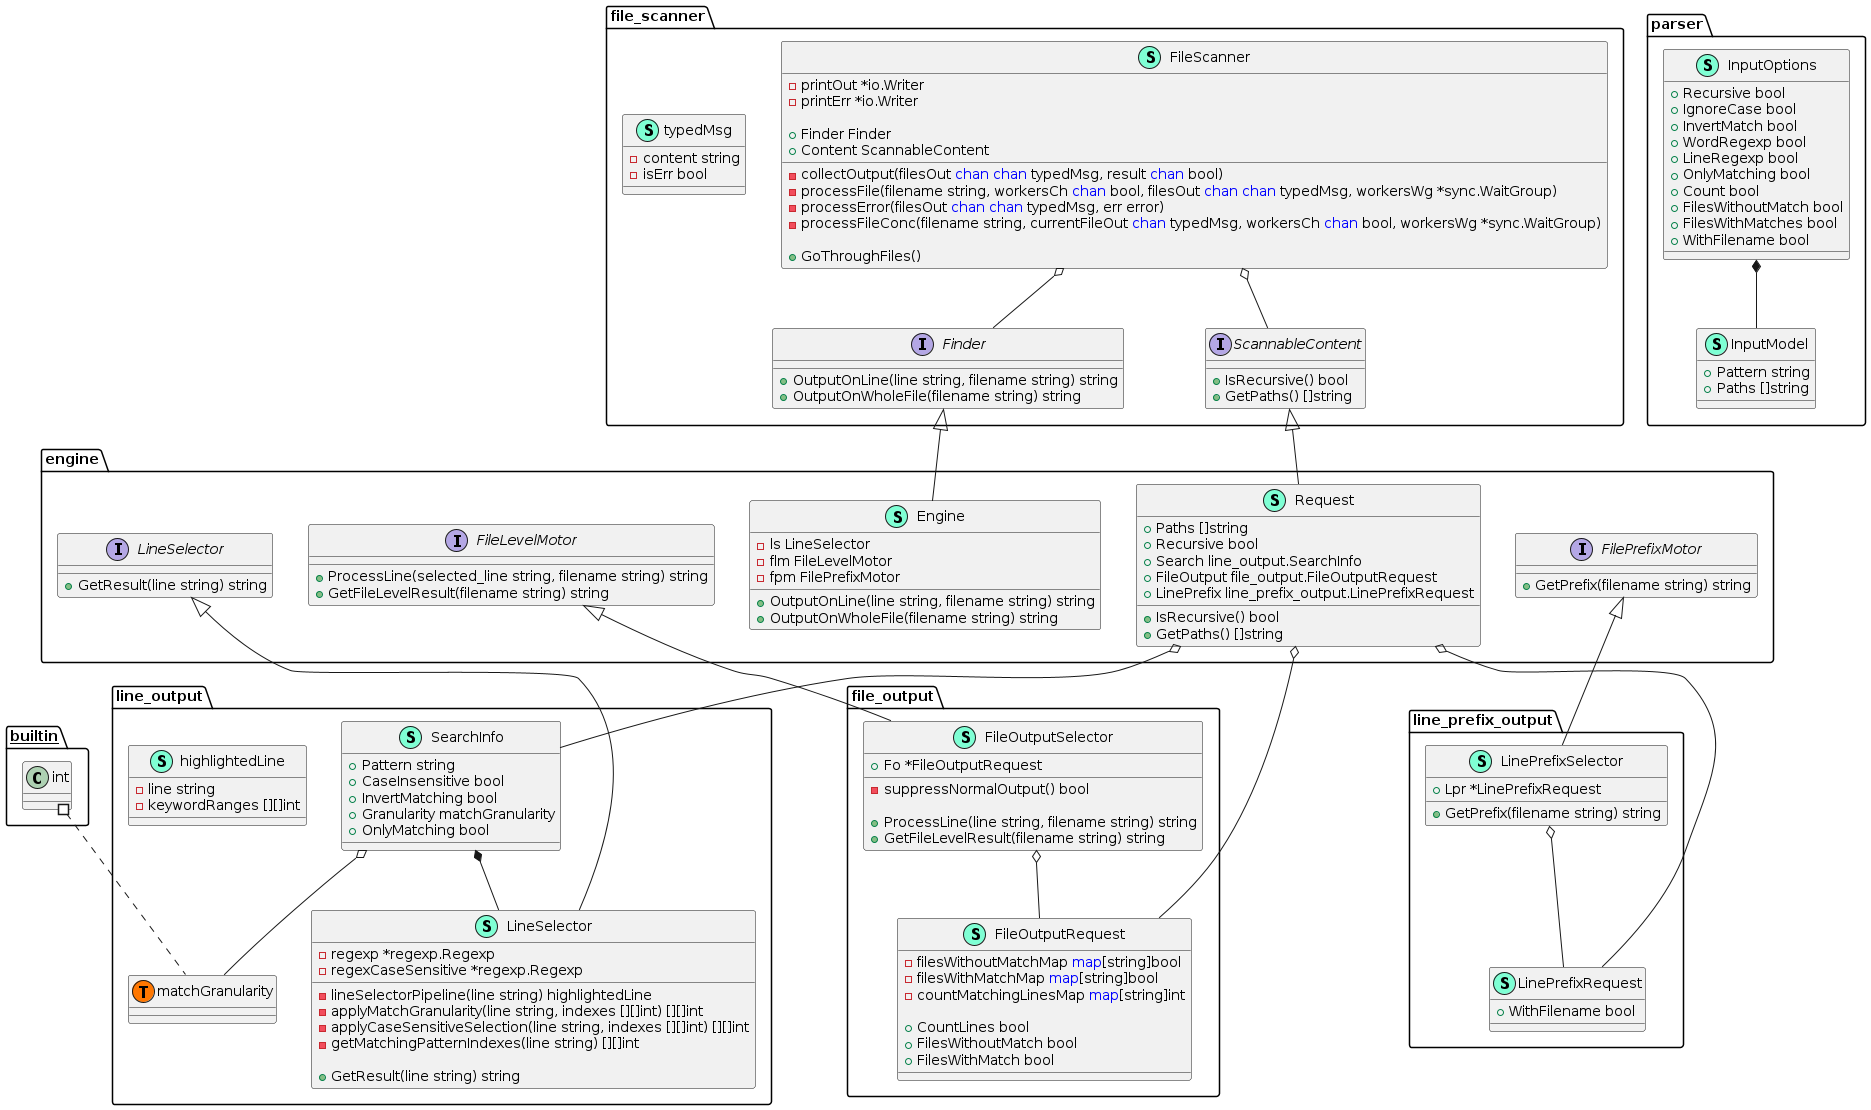 file_scanner
S FileScanner
printOut *io.Writer
printErr *io.Writer
Finder Finder
Content ScannableContent
collectOutput(filesOut chan chan typedMsg, result chan bool)
processFile(filename string, workersCh chan bool, filesOut chan chan typedMsg, workersWg *sync.WaitGroup)
processError(filesOut chan chan typedMsg, err error)
processFileConc(filename string, currentFileOut chan typedMsg, workersCh chan bool, workersWg *sync.WaitGroup)
GoThroughFiles()
S typedMsg
content string
isErr bool
I Finder
OutputOnLine(line string, filename string) string
OutputOnWholeFile(filename string) string
I ScannableContent
IsRecursive() bool
GetPaths() []string
parser
S InputOptions
Recursive bool
IgnoreCase bool
InvertMatch bool
WordRegexp bool
LineRegexp bool
OnlyMatching bool
Count bool
FilesWithoutMatch bool
FilesWithMatches bool
WithFilename bool
S InputModel
Pattern string
Paths []string
engine
I LineSelector
GetResult(line string) string
I FileLevelMotor
ProcessLine(selected_line string, filename string) string
GetFileLevelResult(filename string) string
S Engine
ls LineSelector
flm FileLevelMotor
fpm FilePrefixMotor
OutputOnLine(line string, filename string) string
OutputOnWholeFile(filename string) string
S Request
Paths []string
Recursive bool
Search line_output.SearchInfo
FileOutput file_output.FileOutputRequest
LinePrefix line_prefix_output.LinePrefixRequest
IsRecursive() bool
GetPaths() []string
I FilePrefixMotor
GetPrefix(filename string) string
builtin
C int
line_output
S highlightedLine
line string
keywordRanges [][]int
S SearchInfo
Pattern string
CaseInsensitive bool
InvertMatching bool
Granularity matchGranularity
OnlyMatching bool
T matchGranularity
S LineSelector
regexp *regexp.Regexp
regexCaseSensitive *regexp.Regexp
lineSelectorPipeline(line string) highlightedLine
applyMatchGranularity(line string, indexes [][]int) [][]int
applyCaseSensitiveSelection(line string, indexes [][]int) [][]int
getMatchingPatternIndexes(line string) [][]int
GetResult(line string) string
file_output
S FileOutputSelector
Fo *FileOutputRequest
suppressNormalOutput() bool
ProcessLine(line string, filename string) string
GetFileLevelResult(filename string) string
S FileOutputRequest
filesWithoutMatchMap map[string]bool
filesWithMatchMap map[string]bool
countMatchingLinesMap map[string]int
CountLines bool
FilesWithoutMatch bool
FilesWithMatch bool
line_prefix_output
S LinePrefixSelector
Lpr *LinePrefixRequest
GetPrefix(filename string) string
S LinePrefixRequest
WithFilename bool